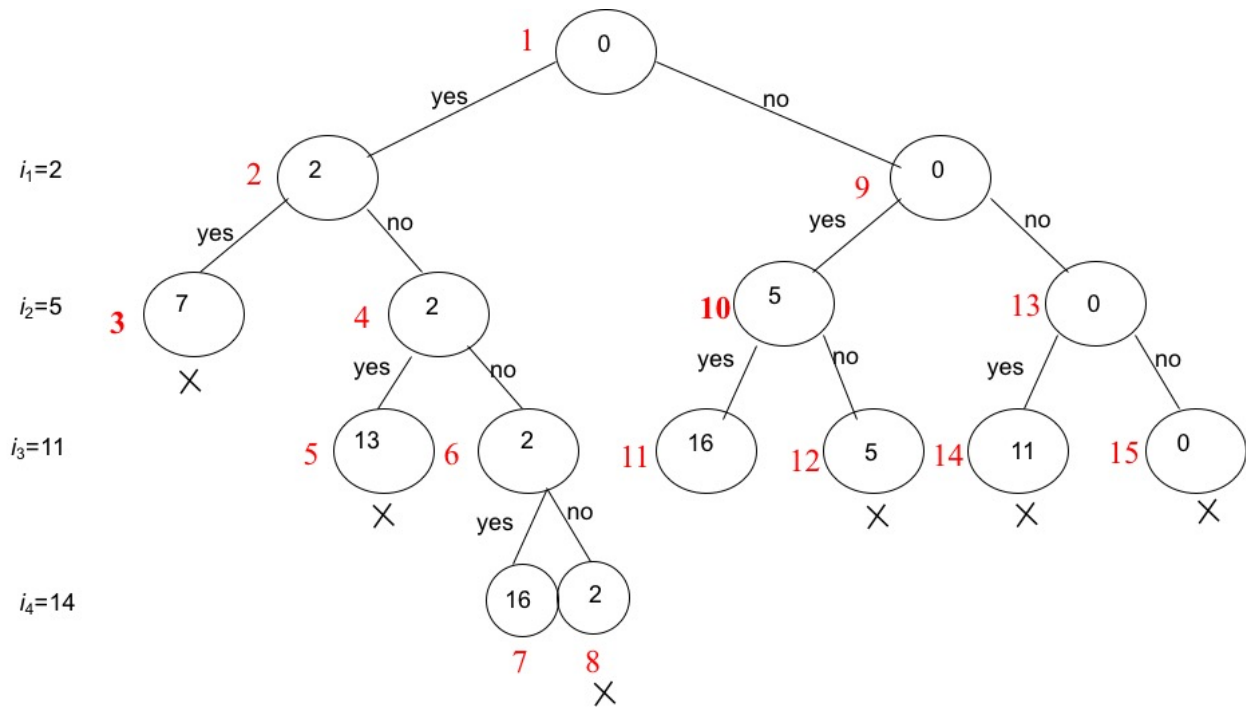 1 0
yes no
i₁=2 2 2 9 0
yes no yes no
i₂=5 3 7 4 2 10 5 13 0
yes no yes no yes no
i₃=11 5 13 6 2 11 16 12 5 14 11 15 0
yes no
i₄=14 16 2
7 8